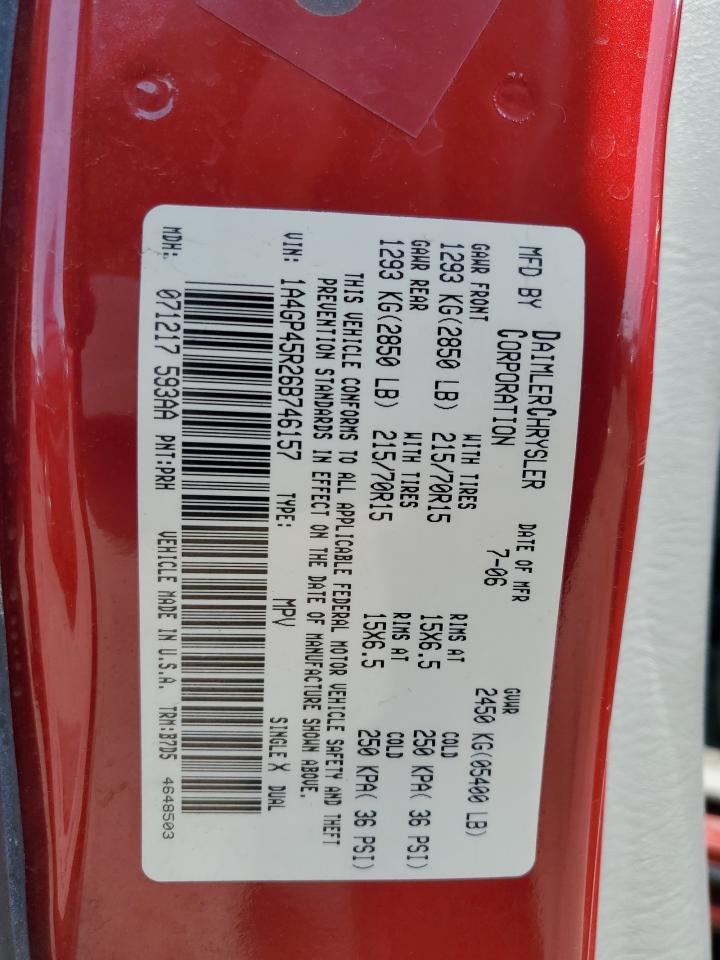 MFD BY DAIMLERCHRYSLER CORPORATION DATE OF MFR 7-06 GVWR 2450 KG(05400 LB)
GAWR FRONT WITH TIRES RIMS AT COLD
1293 KG(2850 LB) 215/70R15 15X6.5 250 KPA( 36 PSI)
GAWR REAR WITH TIRES RIMS AT COLD
1293 KG(2850 LB) 215/70R15 15X6.5 250 KPA( 36 PSI)
THIS VEHICLE CONFORMS TO ALL APPLICABLE FEDERAL MOTOR VEHICLE SAFETY AND THEFT
PREVENTION STANDARDS IN EFFECT ON THE DATE OF MANUFACTURE SHOWN ABOVE.
VIN: 1A4GP45R26B746157 TYPE: MPV SINGLE X DUAL
MDH: 071217 593AA PNT:PRH VEHICLE MADE IN U.S.A. TRM:B7D5 4648503